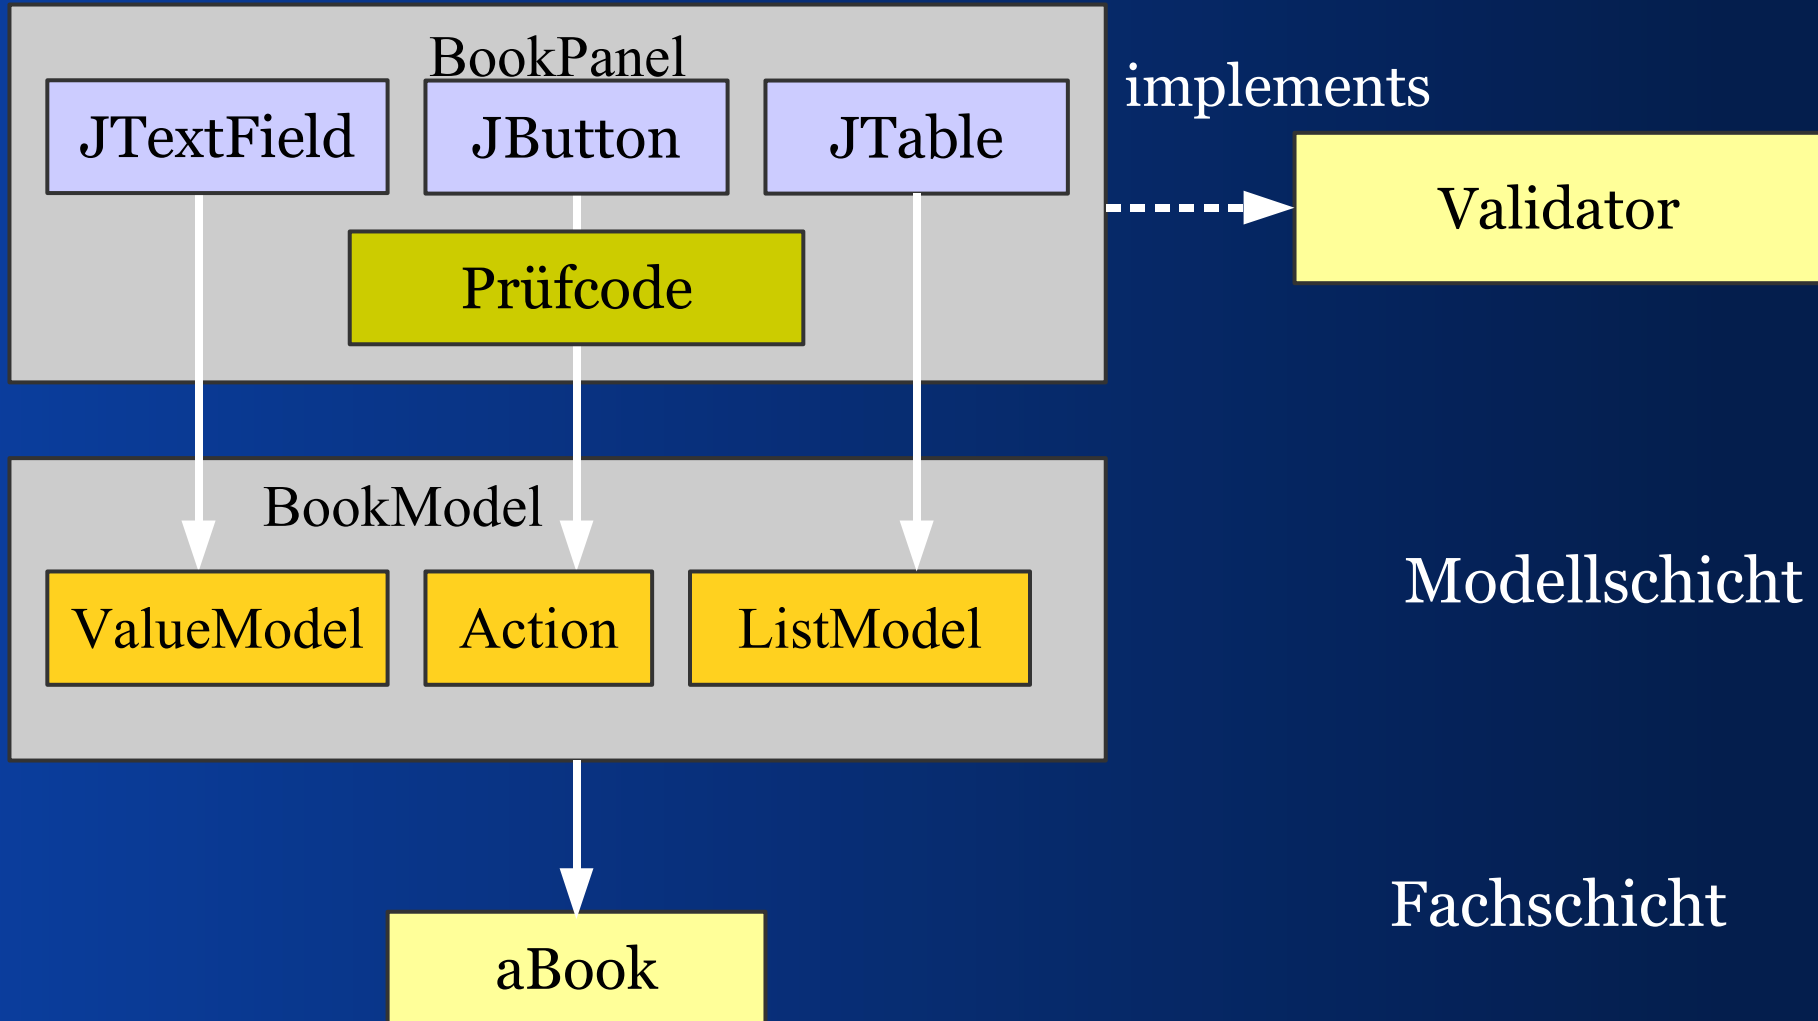 BookPanel
JTextField
JButton
JTable
implements
Validator
Prüfcode
BookModel
ValueModel
Action
ListModel
Modellschicht
Fachschicht
aBook